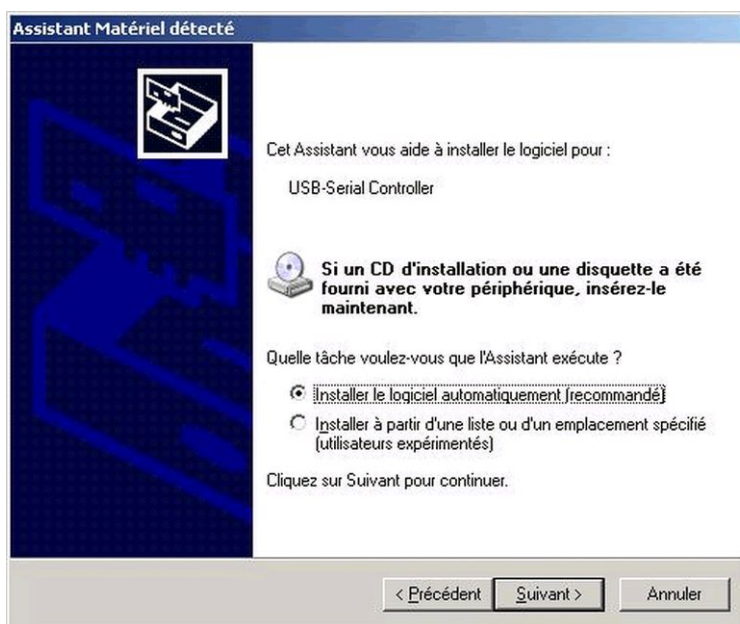 Assistant Matériel détecté
Cet Assistant vous aide à installer le logiciel pour :
USB-Serial Controller
Si un CD d'installation ou une disquette a été
fourni avec votre périphérique, insérez-le
maintenant.
Quelle tâche voulez-vous que l'Assistant exécute ?
Installer le logiciel automatiquement (recommandé)
Installer à partir d'une liste ou d'un emplacement spécifié
(utilisateurs expérimentés)
Cliquez sur Suivant pour continuer.
< Précédent Suivant > Annuler